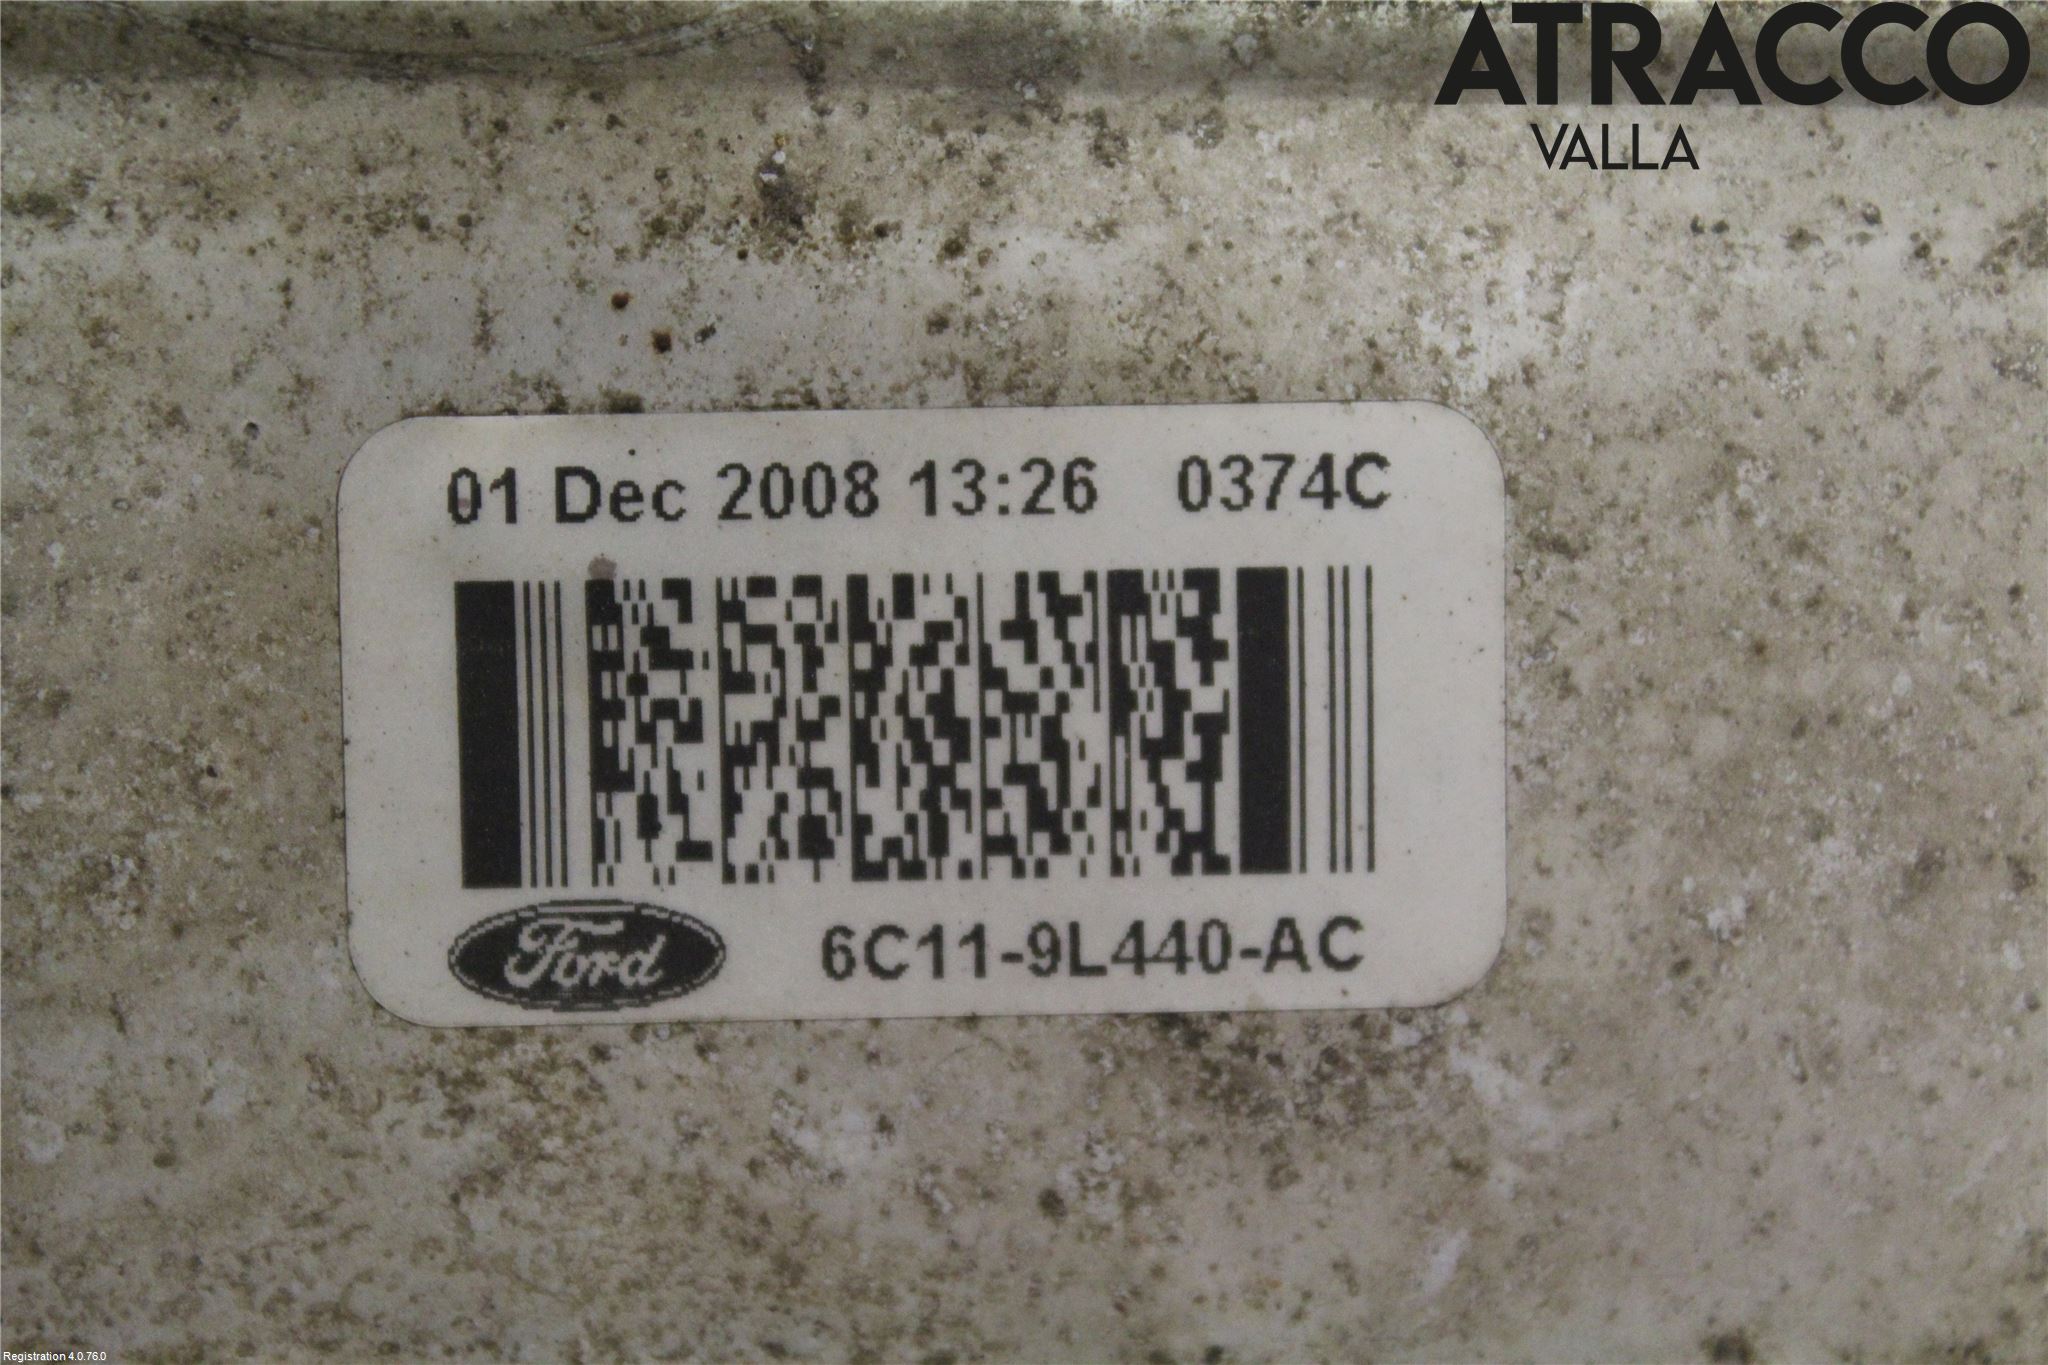 ATRACCO
VALLA
01 Dec 2008 13:26 0374C
Ford 6C11-9L440-AC
Registration 4.0.76.0